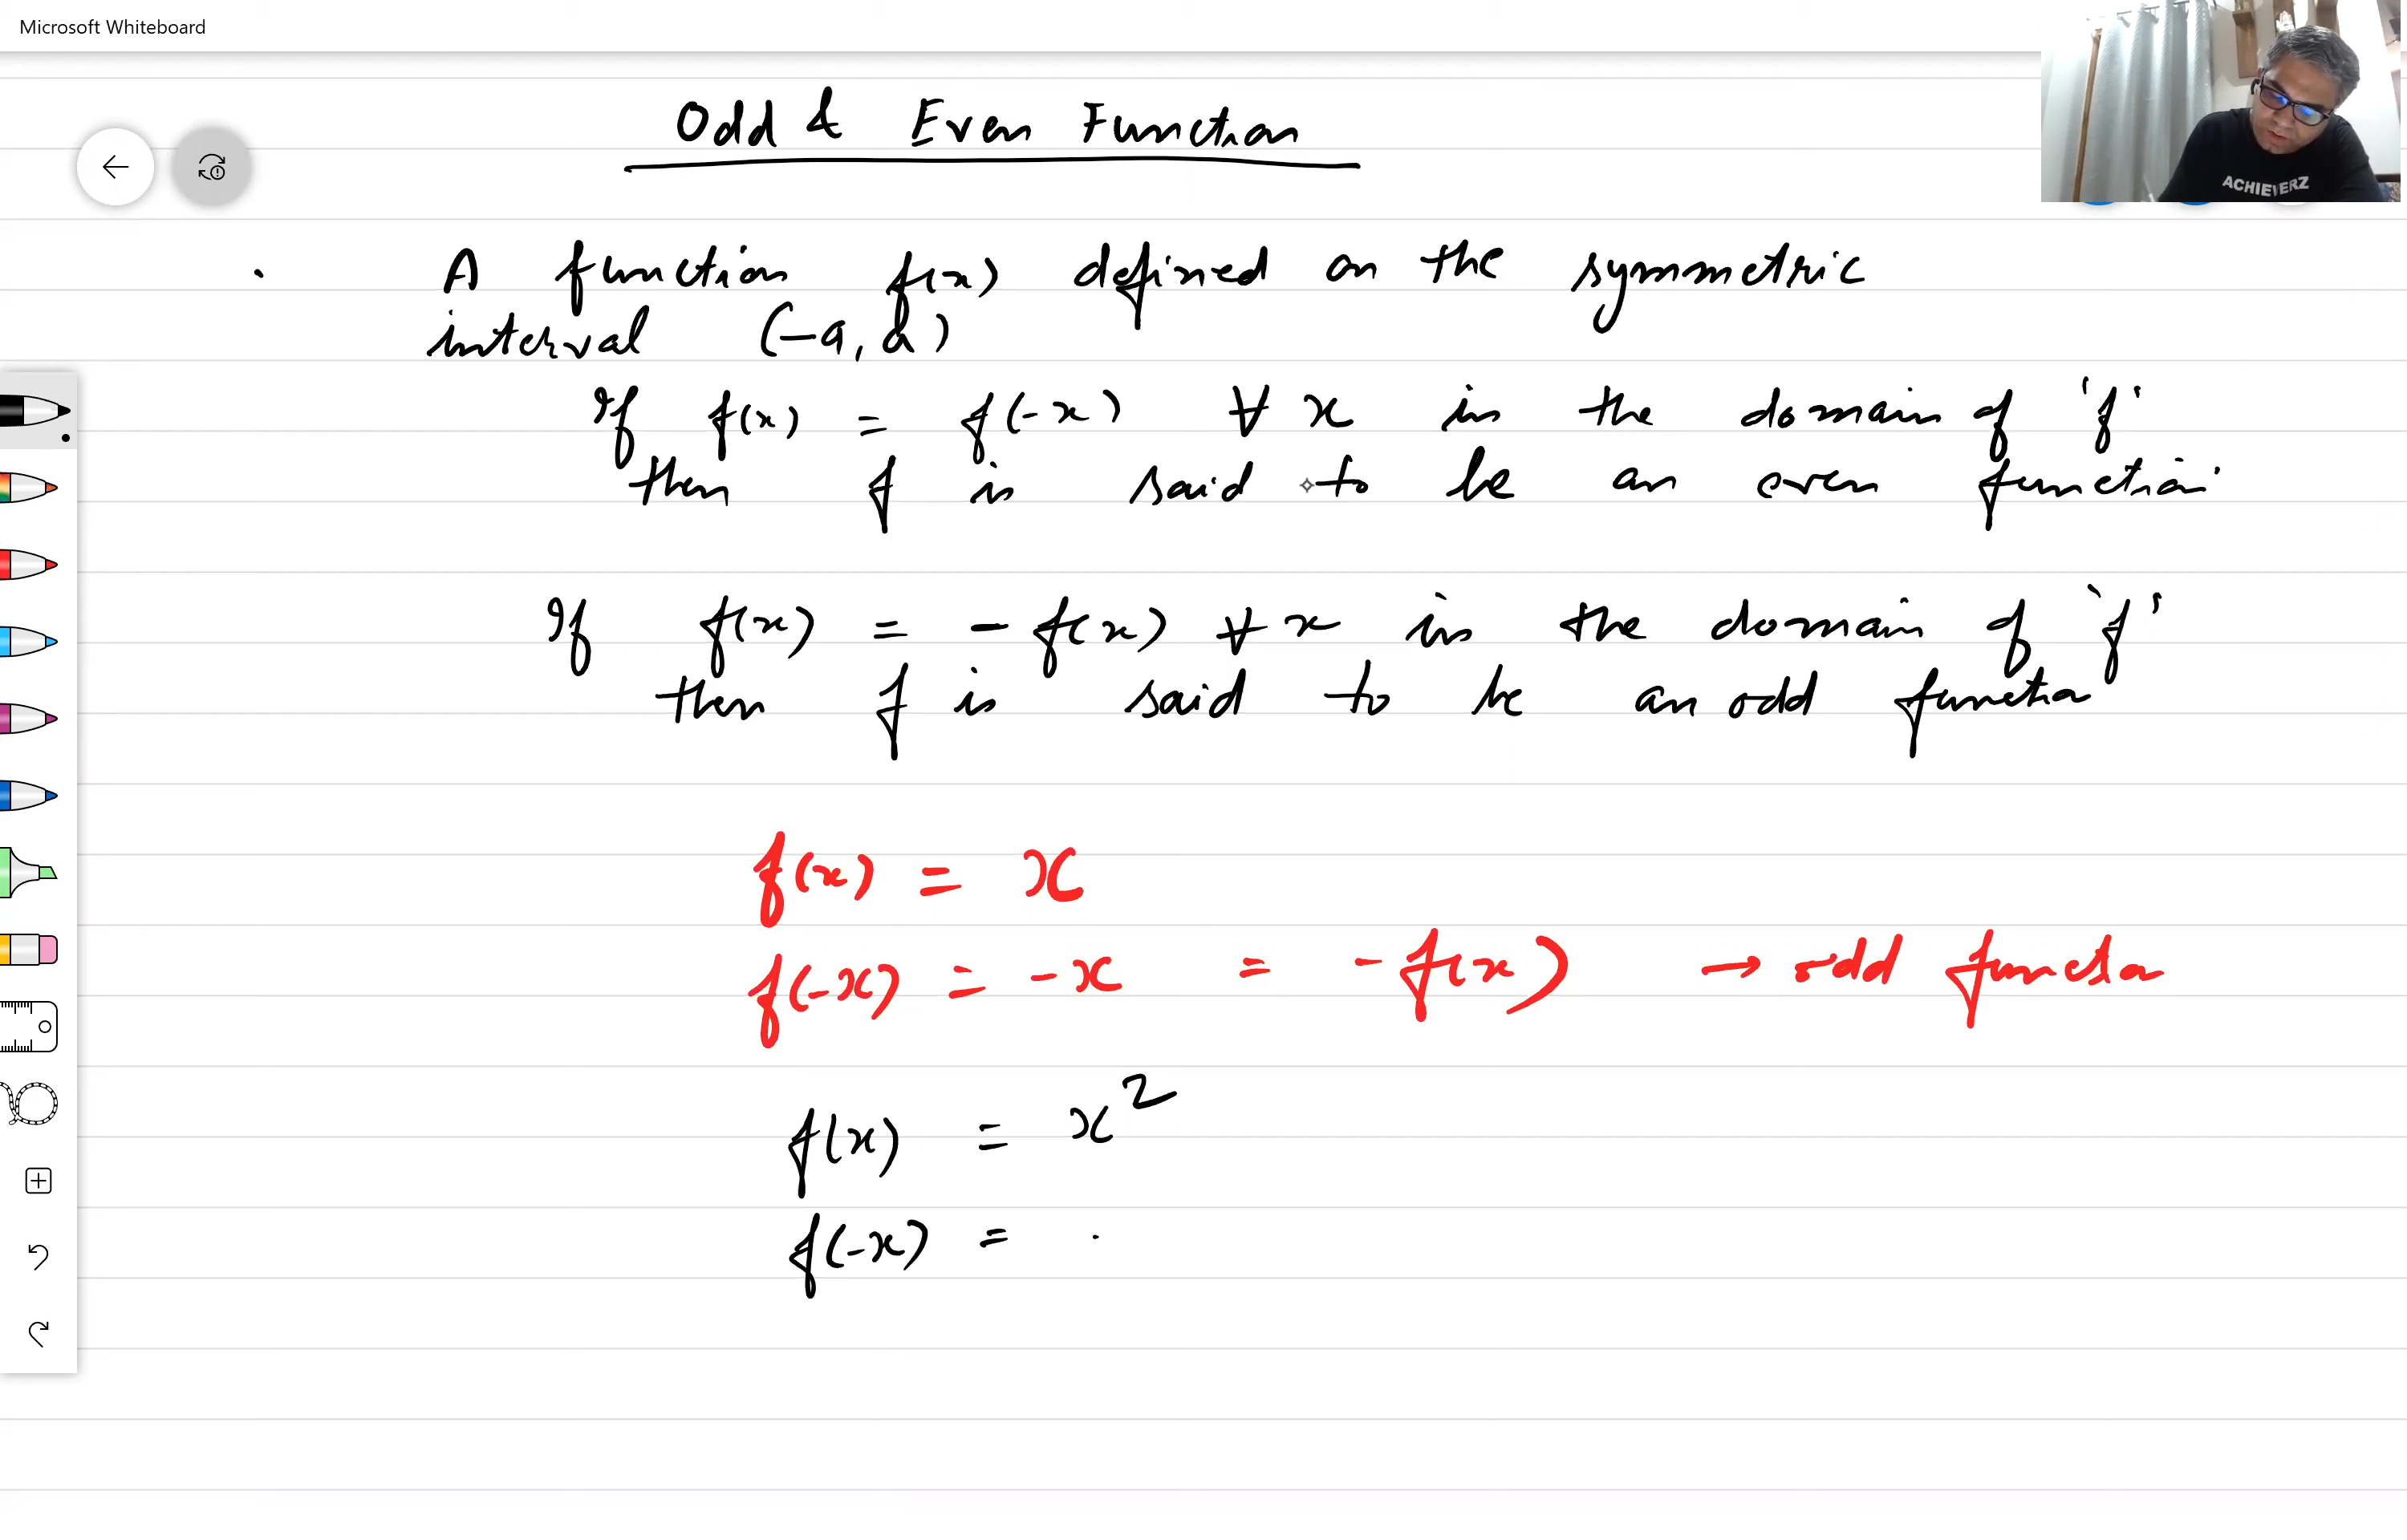 Microsoft Whiteboard
ACHIEVERZ
Odd & Even Function
A function f(x) defined on the symmetric
interval (-a, a)
If f(x) = f(-x) ∀ x in the domain of 'f'
then f is said to be an even function
If f(x) = - f(x) ∀ x in the domain of 'f'
then f is said to be an odd function
f(x) = x
f(-x) = -x = -f(x) → odd function
f(x) = x²
f(-x) =